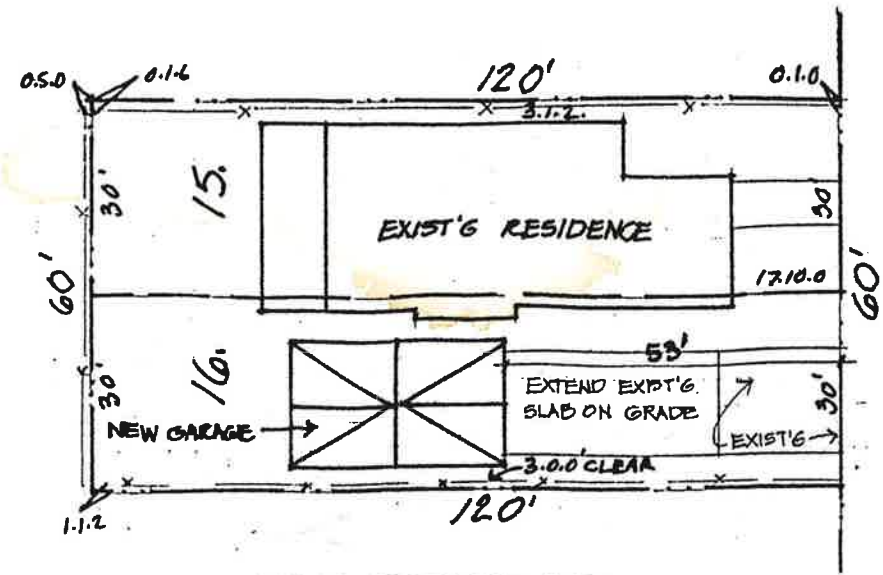 0.5.0
0.1.6
120'
0.1.0
3.1.2.
30'
15.
EXIST'G RESIDENCE
30'
60'
17.10.0
60'
53'
30'
16.
EXTEND EXIST'G.
SLAB ON GRADE
30'
NEW GARAGE
EXIST'G
3.0.0' CLEAR
120'
1.1.2